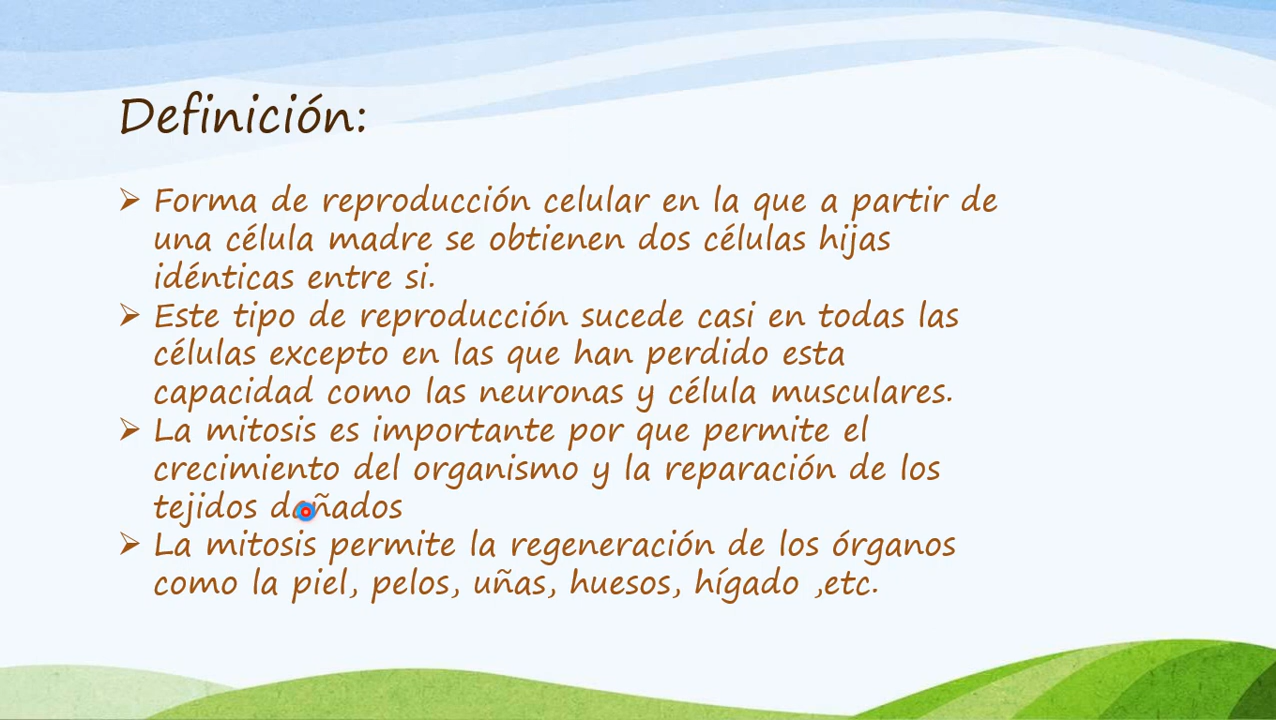 Definición:
➢ Forma de reproducción celular en la que a partir de
una célula madre se obtienen dos células hijas
idénticas entre si.
➢ Este tipo de reproducción sucede casi en todas las
células excepto en las que han perdido esta
capacidad como las neuronas y célula musculares.
➢ La mitosis es importante por que permite el
crecimiento del organismo y la reparación de los
tejidos dañados
➢ La mitosis permite la regeneración de los órganos
como la piel, pelos, uñas, huesos, hígado ,etc.